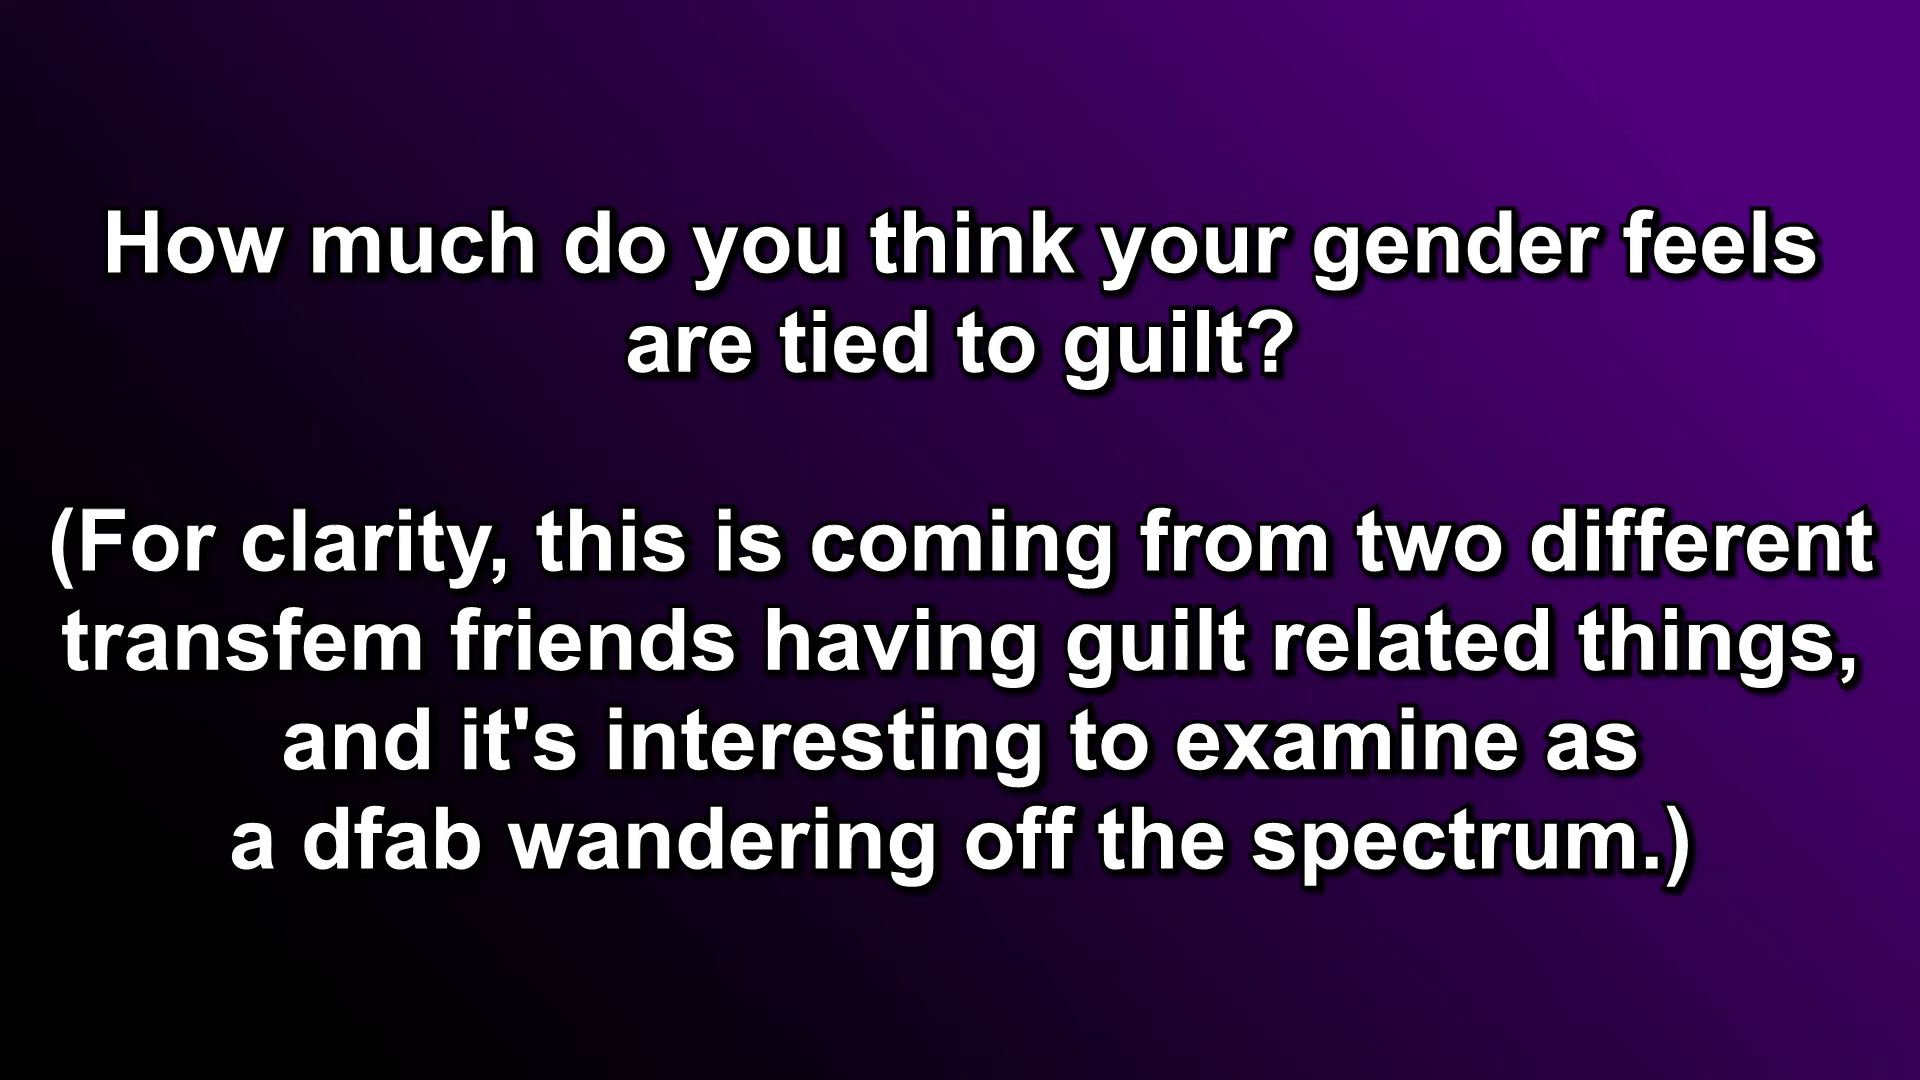 How much do you think your gender feels
are tied to guilt?
(For clarity, this is coming from two different
transfem friends having guilt related things,
and it's interesting to examine as
a dfab wandering off the spectrum.)